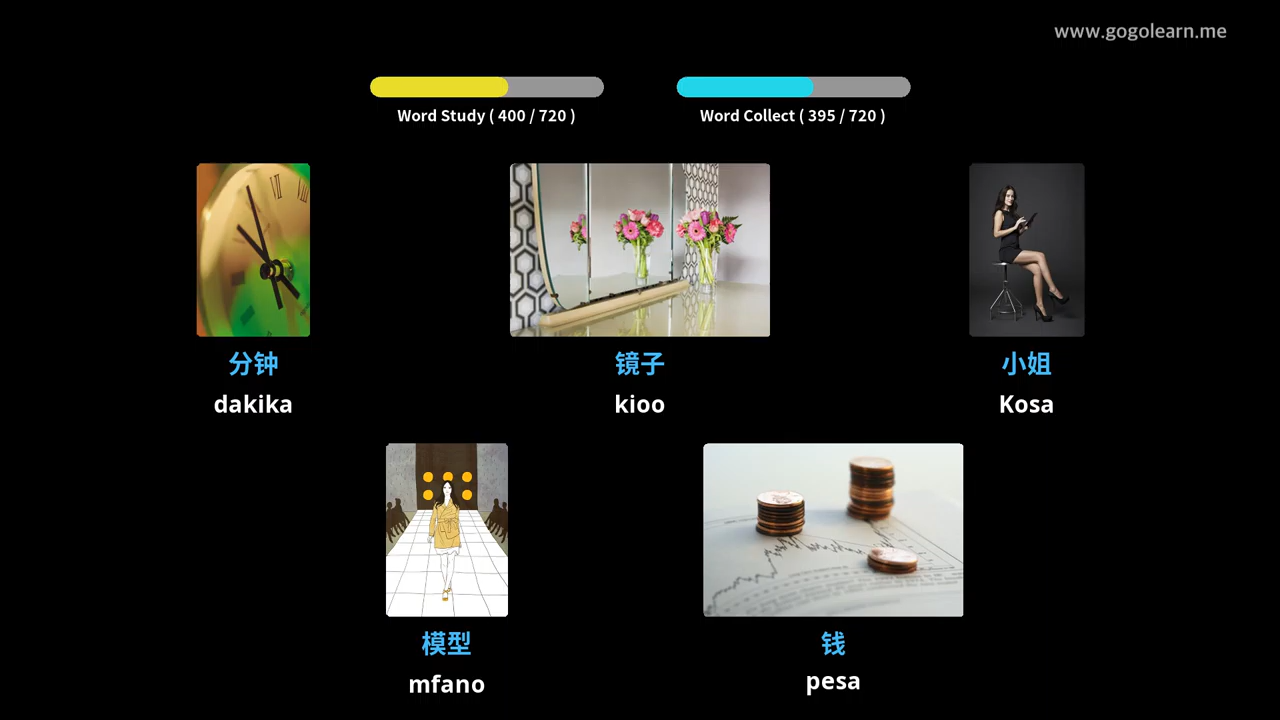 www.gogolearn.me
Word Study ( 400 / 720 )
Word Collect ( 395 / 720 )
分钟
dakika
镜子
kioo
小姐
Kosa
模型
mfano
钱
pesa